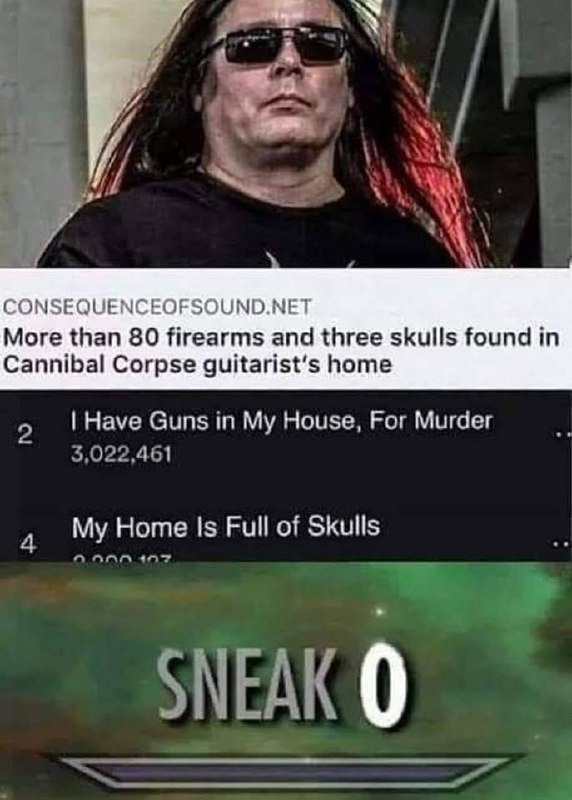 CONSEQUENCEOFSOUND.NET
More than 80 firearms and three skulls found in
Cannibal Corpse guitarist's home
2 I Have Guns in My House, For Murder
3,022,461
4 My Home Is Full of Skulls
SNEAK 0